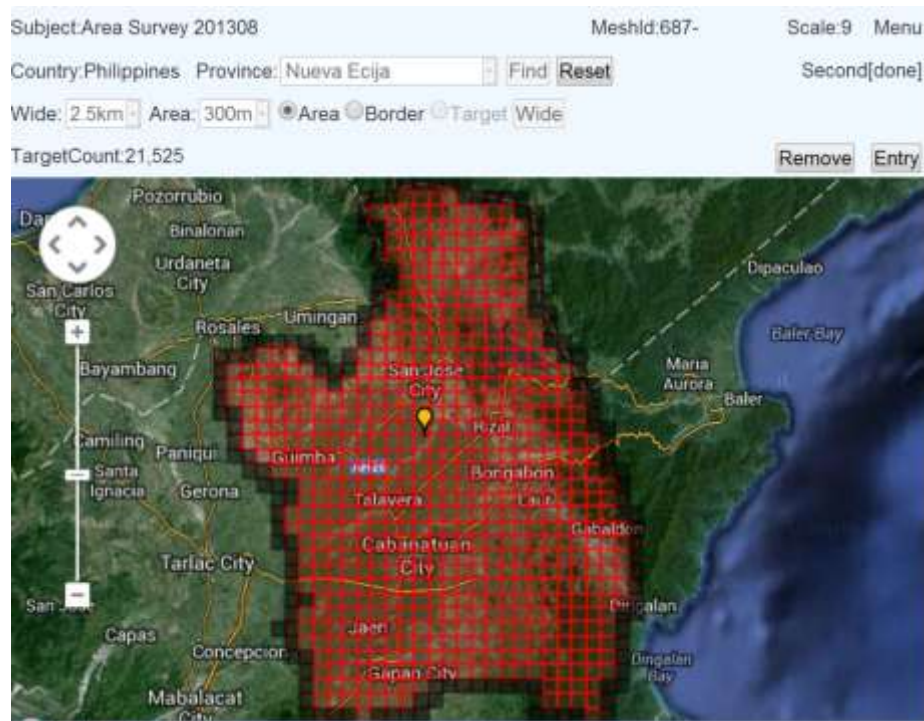 Subject:Area Survey 201308 MeshId:687- Scale:9 Menu
Country:Philippines Province: Nueva Ecija Find Reset Second[done]
Wide: 2.5km Area: 300m Area Border Target Wide
TargetCount:21,525 Remove Entry
Pozorrubio
Binalonan
Urdaneta
City
Dipaculao
San Carlos
City
Umingan
Rosales
Baler Bay
Bayambang
San Jose
City
Maria
Aurora
Baler
Rizal
Camiling
Paniqui
Guimba
Santa
Ignacia
Bongabon
Gerona
Talavera
Laur
Gabaldon
Cabanatuan
City
Tarlac City
San Jose
Dingalan
Capas
Jaen
Concepcion
Dingalan
Bay
Gapan City
Mabalacat
City